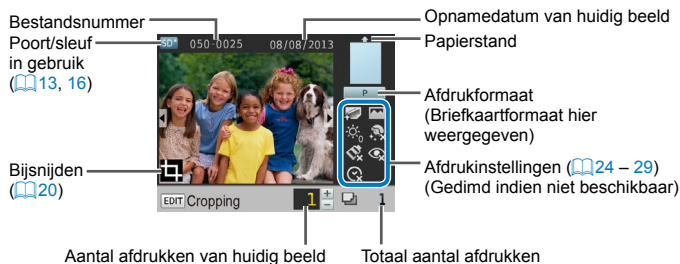 Bestandsnummer
Poort/sleuf
in gebruik
(13, 16)
Bijsnijden
(20)
SD
050-0025
08/08/2013
P
EDIT Cropping
1
+
-
1
Opnamedatum van huidig beeld
Papierstand
Afdrukformaat
(Briefkaartformaat hier
weergegeven)
Afdrukinstellingen (24 – 29)
(Gedimd indien niet beschikbaar)
Aantal afdrukken van huidig beeld
Totaal aantal afdrukken